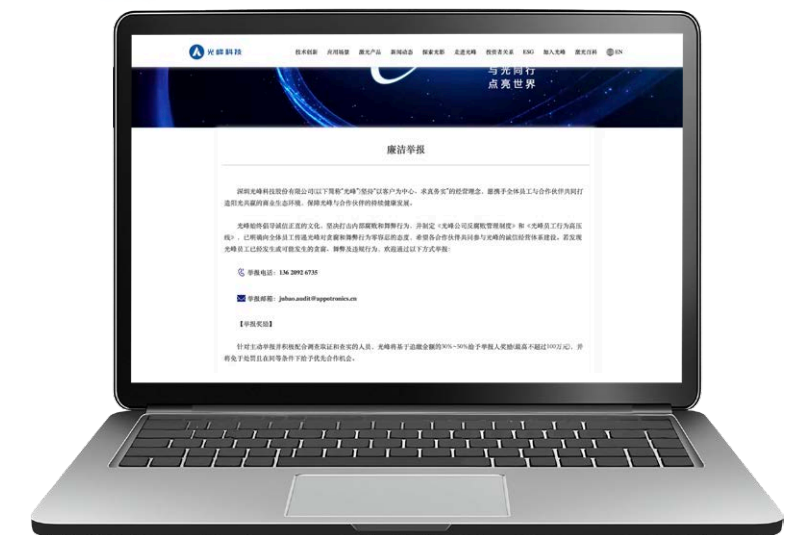 光峰科技
技术创新 应用场景 激光产品 新闻动态 探索光影 走进光峰 投资者关系 ESG 加入光峰 激光百科 EN
与光同行
点亮世界
廉洁举报
深圳光峰科技股份有限公司(以下简称"光峰")坚持"以客户为中心、求真务实"的经营理念，愿携手全体员工与合作伙伴共同打
造阳光共赢的商业生态环境，保障光峰与合作伙伴的持续健康发展。
光峰始终倡导诚信正直的文化，坚决打击内部腐败和舞弊行为，并制定《光峰公司反腐败管理制度》和《光峰员工行为高压
线》，已明确向全体员工传递光峰对贪腐和舞弊行为零容忍的态度，希望各合作伙伴共同参与光峰的诚信经营体系建设。若发现
光峰员工已经发生或可能发生的贪腐、舞弊及违规行为，欢迎通过以下方式举报：
举报电话：136 2092 6735
举报邮箱：jubao.audit@appotronics.cn
【举报奖励】
针对主动举报并积极配合调查取证和查实的人员，光峰将基于追缴金额的30%~50%给予举报人奖励(最高不超过100万元)，并
将免于处罚且在同等条件下给予优先合作机会。